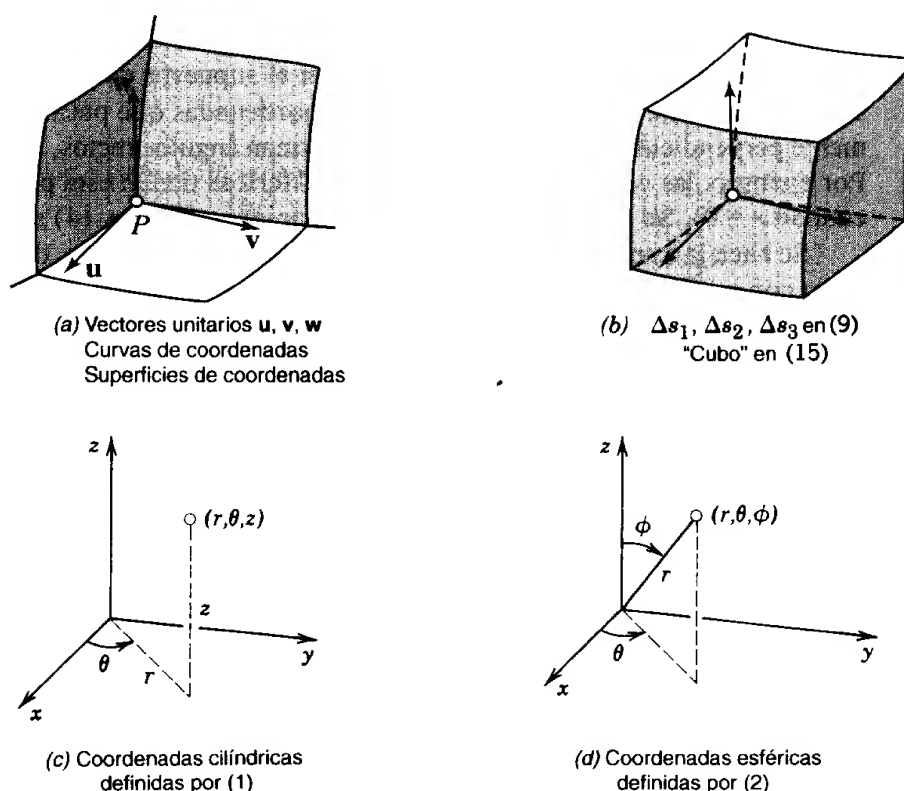 w
P
v
u
(a) Vectores unitarios u, v, w
Curvas de coordenadas
Superficies de coordenadas
(b) Δs₁, Δs₂, Δs₃ en (9)
"Cubo" en (15)
z
(r,θ,z)
z
θ
r
y
x
(c) Coordenadas cilíndricas
definidas por (1)
z
ϕ
(r,θ,ϕ)
r
θ
y
x
(d) Coordenadas esféricas
definidas por (2)